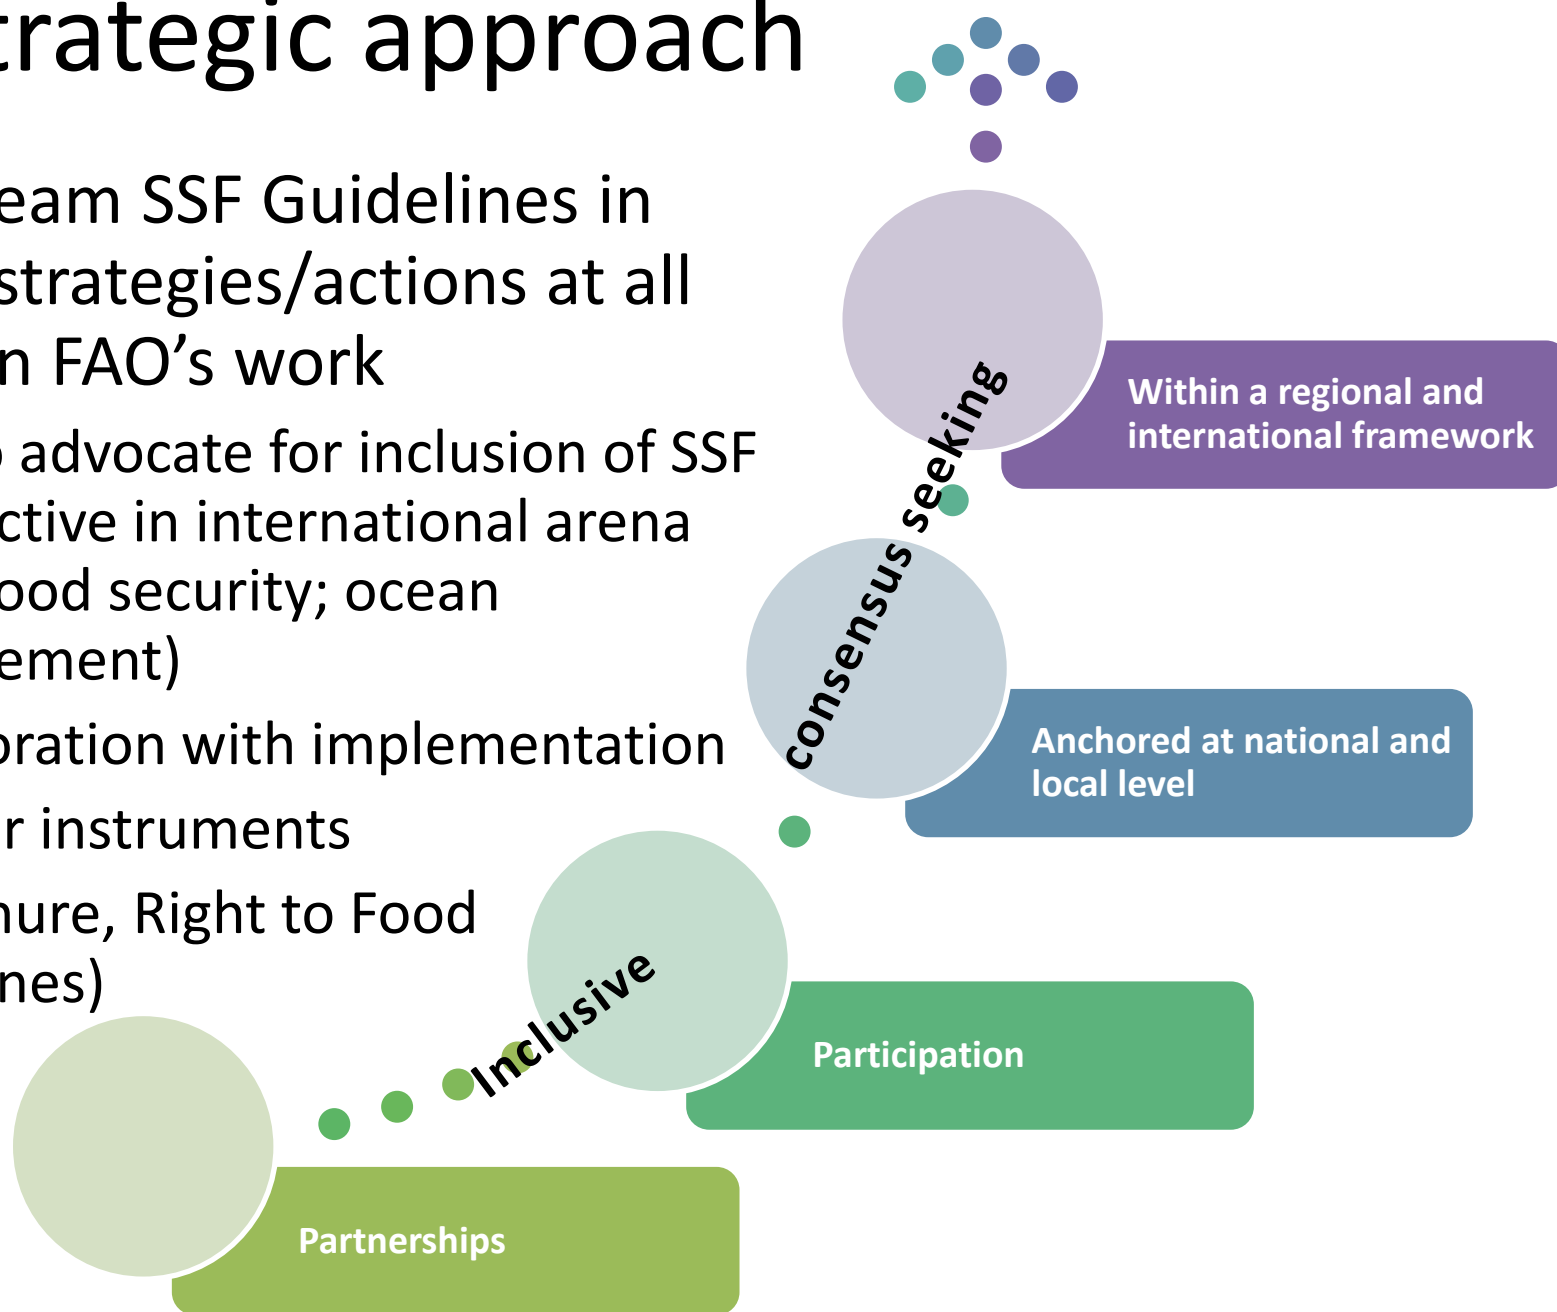 trategic approach
eam SSF Guidelines in
strategies/actions at all
n FAO’s work
advocate for inclusion of SSF
ctive in international arena
ood security; ocean
ement)
oration with implementation
r instruments
nure, Right to Food
nes)
consensus seeking
Inclusive
Within a regional and
international framework
Anchored at national and
local level
Participation
Partnerships